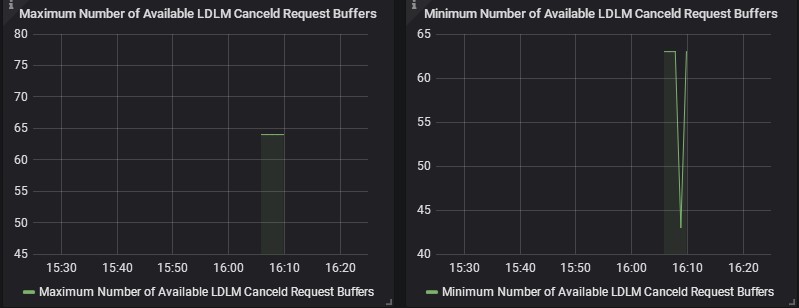 Maximum Number of Available LDLM Canceld Request Buffers
80
75
70
65
60
55
50
45
15:30 15:40 15:50 16:00 16:10 16:20
Maximum Number of Available LDLM Canceld Request Buffers
Minimum Number of Available LDLM Canceld Request Buffers
65
60
55
50
45
40
15:30 15:40 15:50 16:00 16:10 16:20
Minimum Number of Available LDLM Canceld Request Buffers